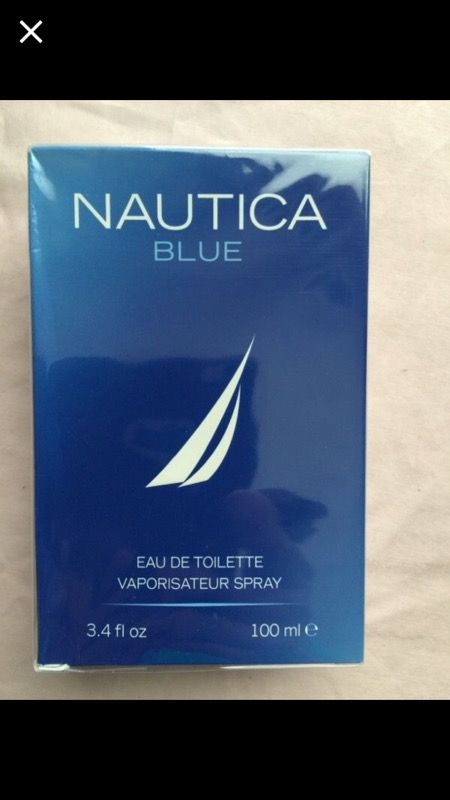 NAUTICA
BLUE
EAU DE TOILETTE
VAPORISATEUR SPRAY
3.4 fl oz 100 ml ℮